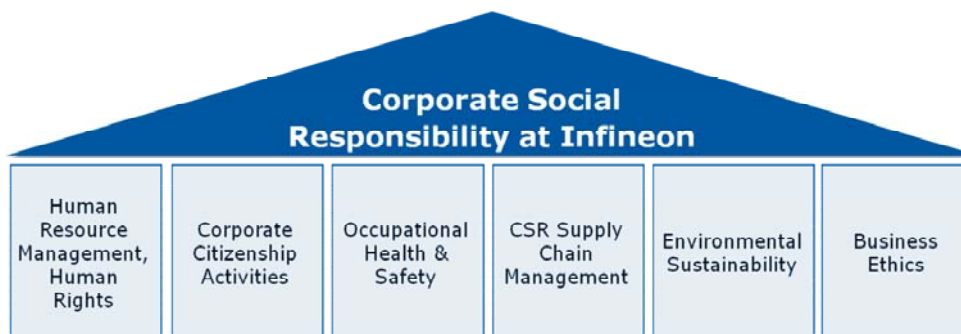 Corporate Social
Responsibility at Infineon
Human
Resource
Management,
Human
Rights
Corporate
Citizenship
Activities
Occupational
Health &
Safety
CSR Supply
Chain
Management
Environmental
Sustainability
Business
Ethics